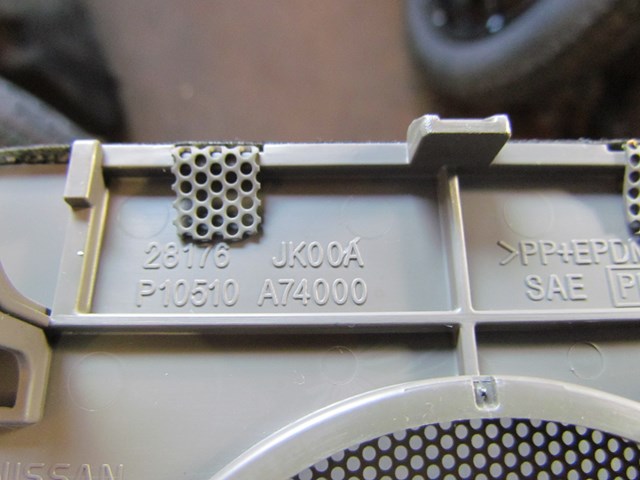 28176 JK00A
P10510 A74000
>PP+EPDM
SAE P
NISSAN